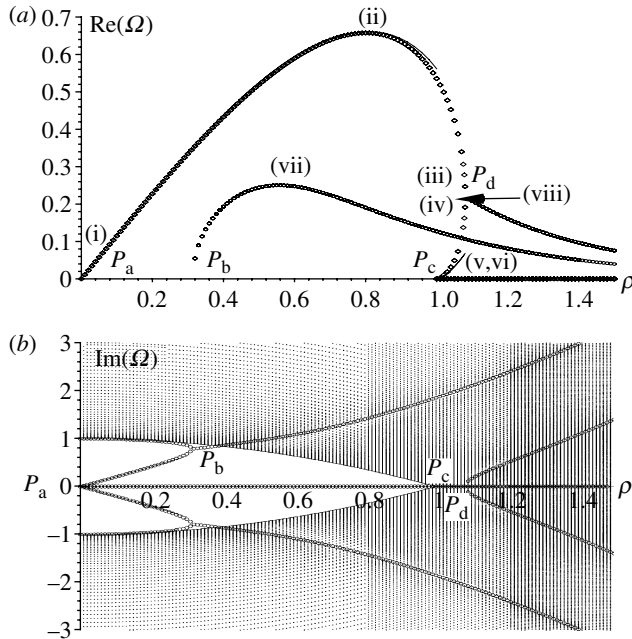 (a)
0.7
Re(Ω)
(ii)
0.6
0.5
0.4
0.3
(vii)
(iii)
P_d
(viii)
0.2
(iv)
0.1
(i)
P_a
P_b
P_c
(v,vi)
0
0.2
0.4
0.6
0.8
1.0
1.2
1.4
ρ
(b)
3
Im(Ω)
2
1
P_b
P_c
P_a
0
0.2
0.4
0.6
0.8
1.0
1.2
1.4
ρ
P_d
−1
−2
−3